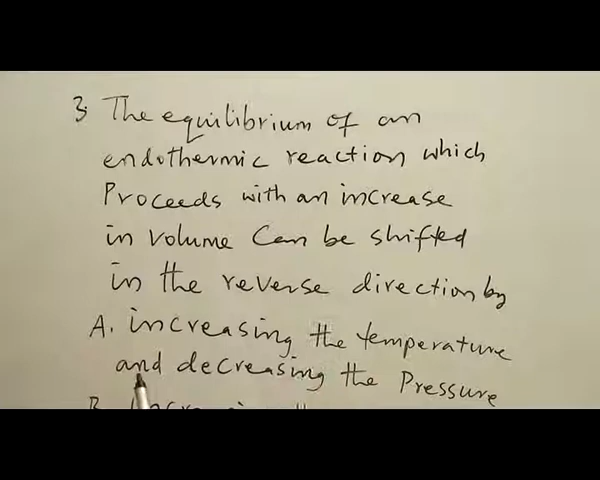 3. The equilibrium of an
endothermic reaction which
Proceeds with an increase
in volume can be shifted
in the reverse direction by
A. increasing the temperature
and decreasing the Pressure
B.